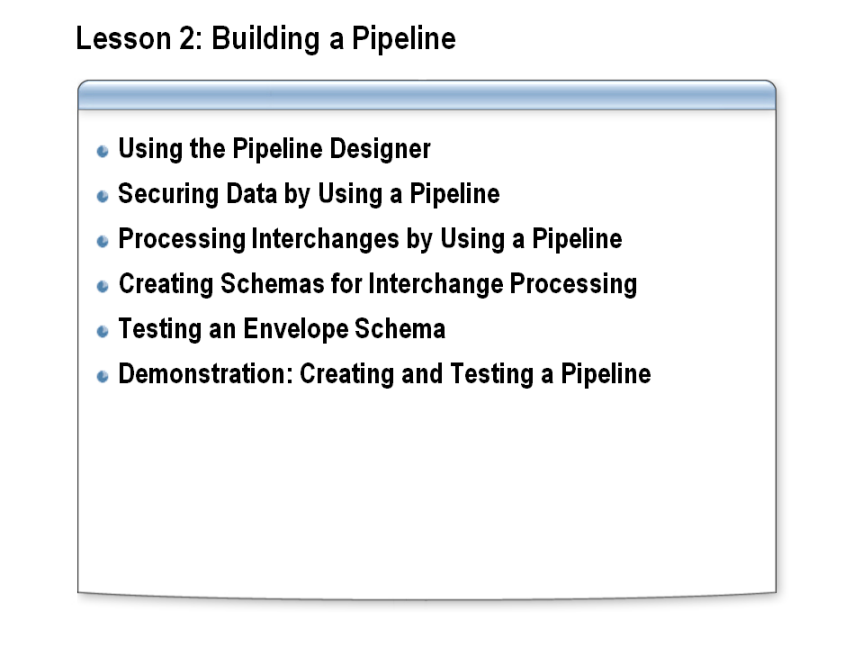 Lesson 2: Building a Pipeline
Using the Pipeline Designer
Securing Data by Using a Pipeline
Processing Interchanges by Using a Pipeline
Creating Schemas for Interchange Processing
Testing an Envelope Schema
Demonstration: Creating and Testing a Pipeline